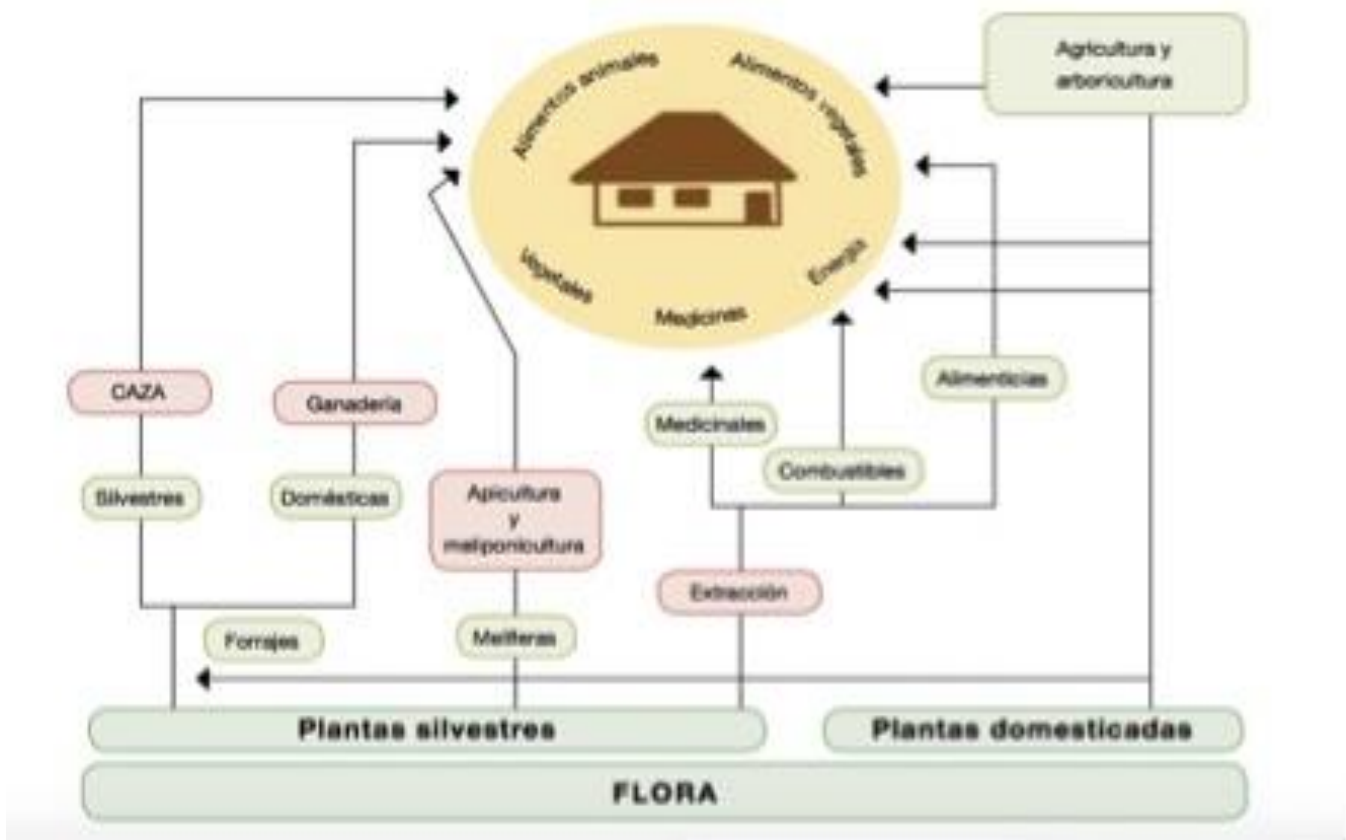 Alimentos animales
Alimentos vegetales
Energía
Medicinas
Vegetales
Agricultura y
arboricultura
CAZA
Ganadería
Alimenticias
Medicinales
Combustibles
Silvestres
Domésticas
Apicultura
y
meliponicultura
Extracción
Forrajes
Melíferas
Plantas silvestres
Plantas domesticadas
FLORA